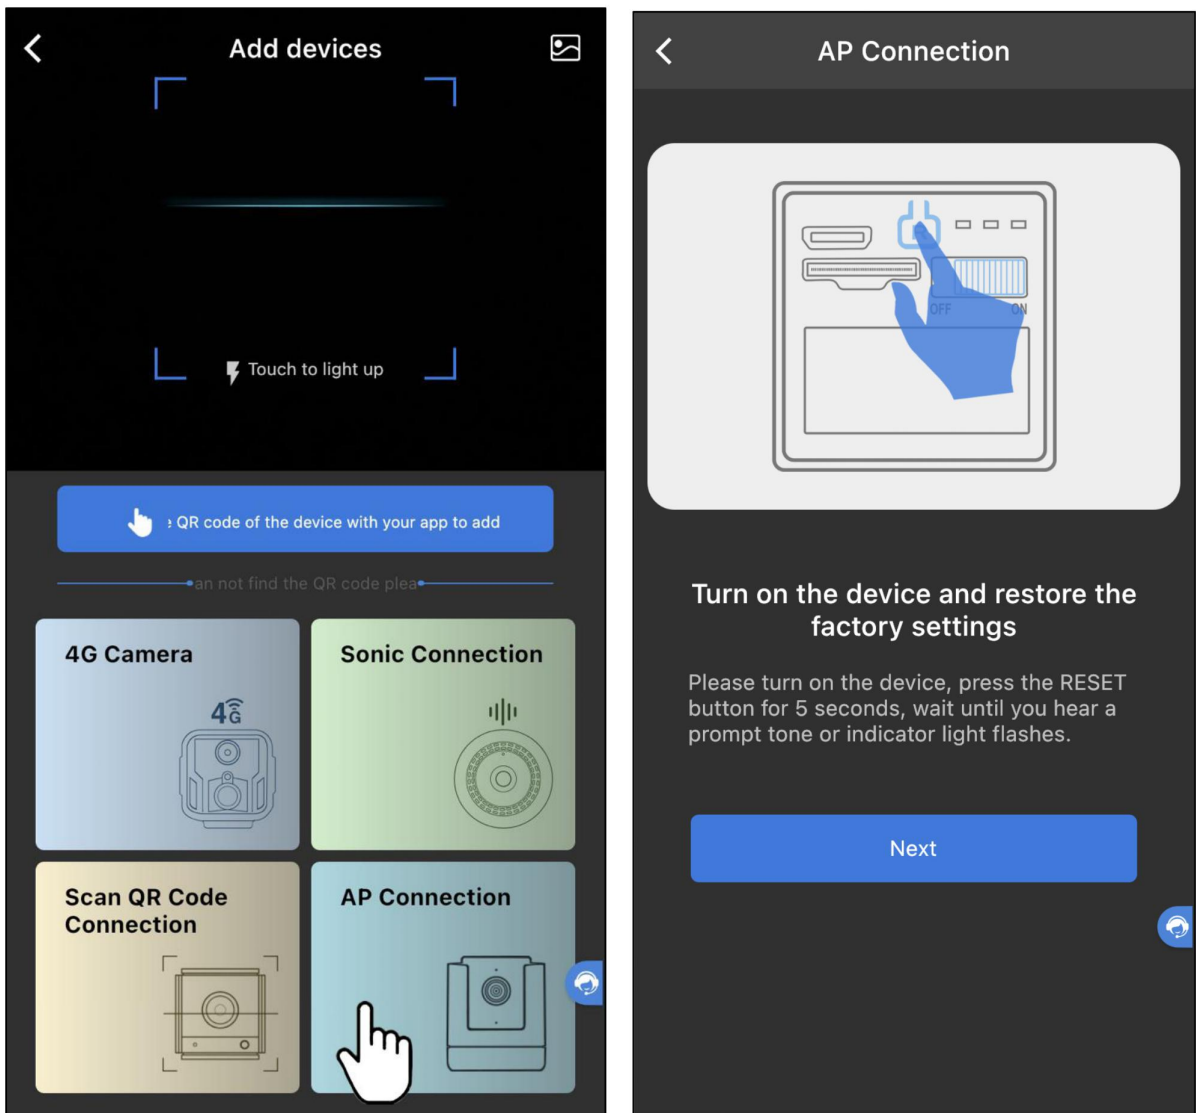 Add devices
Touch to light up
QR code of the device with your app to add
an not find the QR code plea
4G Camera
4G
Sonic Connection
Scan QR Code
Connection
AP Connection
AP Connection
OFF
ON
Turn on the device and restore the
factory settings
Please turn on the device, press the RESET
button for 5 seconds, wait until you hear a
prompt tone or indicator light flashes.
Next